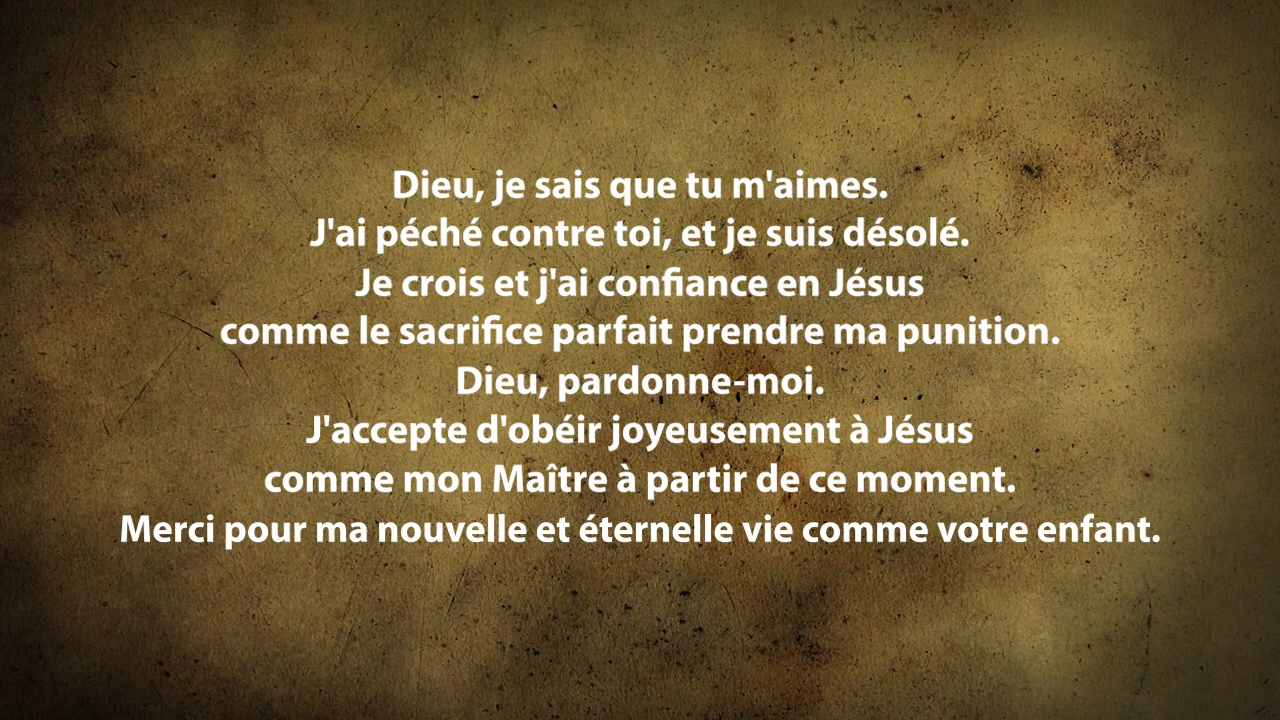 Dieu, je sais que tu m'aimes.
J'ai péché contre toi, et je suis désolé.
Je crois et j'ai confiance en Jésus
comme le sacrifice parfait prendre ma punition.
Dieu, pardonne-moi.
J'accepte d'obéir joyeusement à Jésus
comme mon Maître à partir de ce moment.
Merci pour ma nouvelle et éternelle vie comme votre enfant.